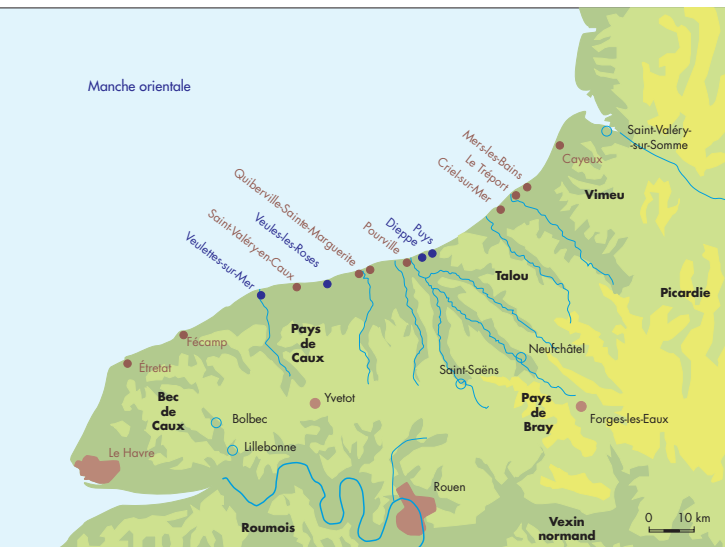 Manche orientale
Saint-Valéry-
-sur-Somme
Mers-les-Bains
Le Tréport
Criel-sur-Mer
Cayeux
Vimeu
Quiberville-Sainte-Marguerite
Saint-Valéry-en-Caux
Veules-les-Roses
Veulettes-sur-Mer
Pourville
Dieppe
Puys
Talou
Picardie
Pays
de
Caux
Fécamp
Étretat
Neufchâtel
Saint-Saëns
Bec
de
Caux
Yvetot
Pays
de
Bray
Bolbec
Forges-les-Eaux
Lillebonne
Le Havre
Rouen
Roumois
Vexin
normand
0 10 km